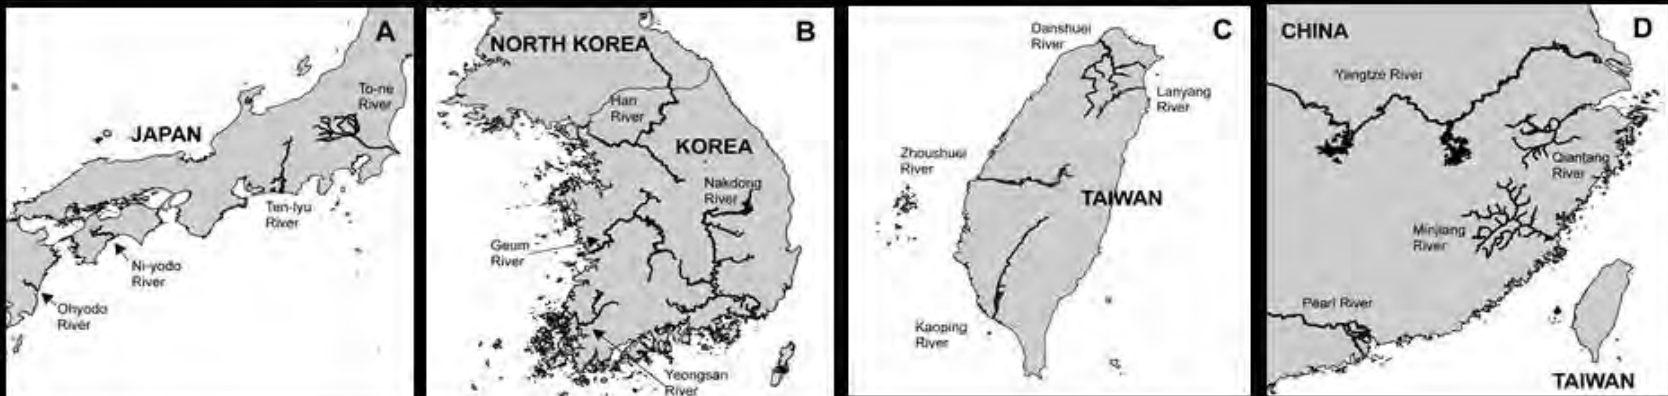 A
To-ne
River
JAPAN
Ten-lyu
River
Ni-yodo
River
Ohyodo
River
B
NORTH KOREA
Han
River
KOREA
Nakdong
River
Geum
River
Yeongsan
River
C
Danshuei
River
Lanyang
River
Zhoushuei
River
TAIWAN
Kaoping
River
D
CHINA
Yangtze River
Qiantang
River
Minjiang
River
Pearl River
TAIWAN